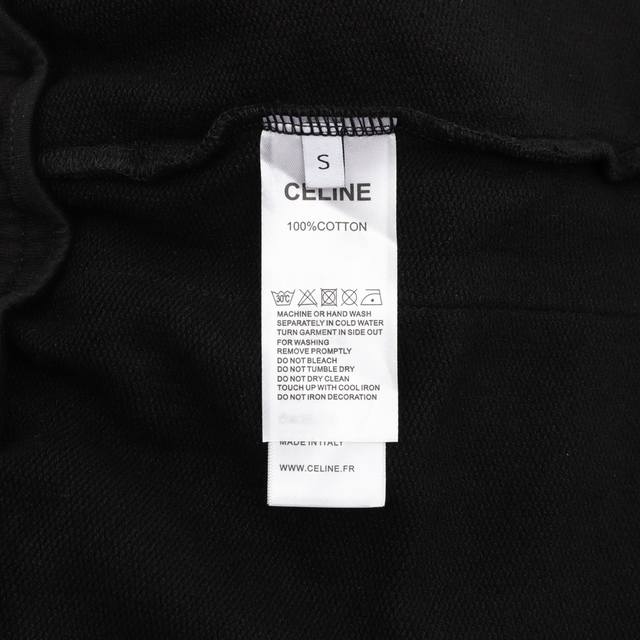 S
CELINE
100%COTTON
30°C
MACHINE OR HAND WASH
SEPARATELY IN COLD WATER
TURN GARMENT IN SIDE OUT
FOR WASHING
REMOVE PROMPTLY
DO NOT BLEACH
DO NOT TUMBLE DRY
DO NOT DRY CLEAN
TOUCH UP WITH COOL IRON
DO NOT IRON DECORATION
MADE IN ITALY
WWW.CELINE.FR